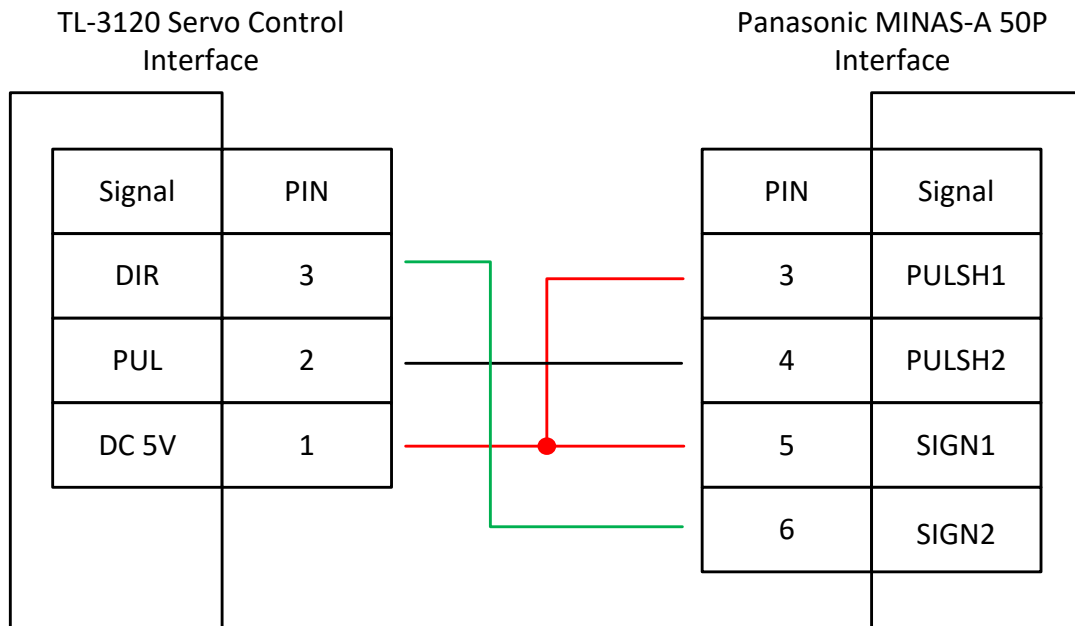 TL-3120 Servo Control
Interface
Panasonic MINAS-A 50P
Interface
Signal PIN
DIR 3
PUL 2
DC 5V 1
PIN Signal
3 PULSH1
4 PULSH2
5 SIGN1
6 SIGN2